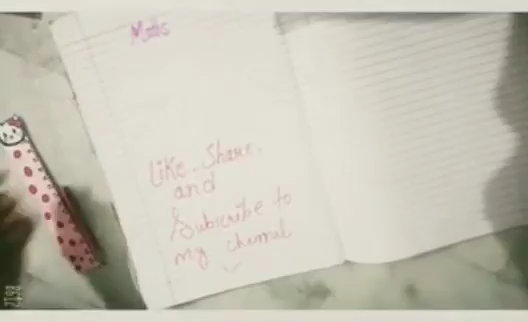 Maths
Like, Share,
and
Subscribe to
my channel